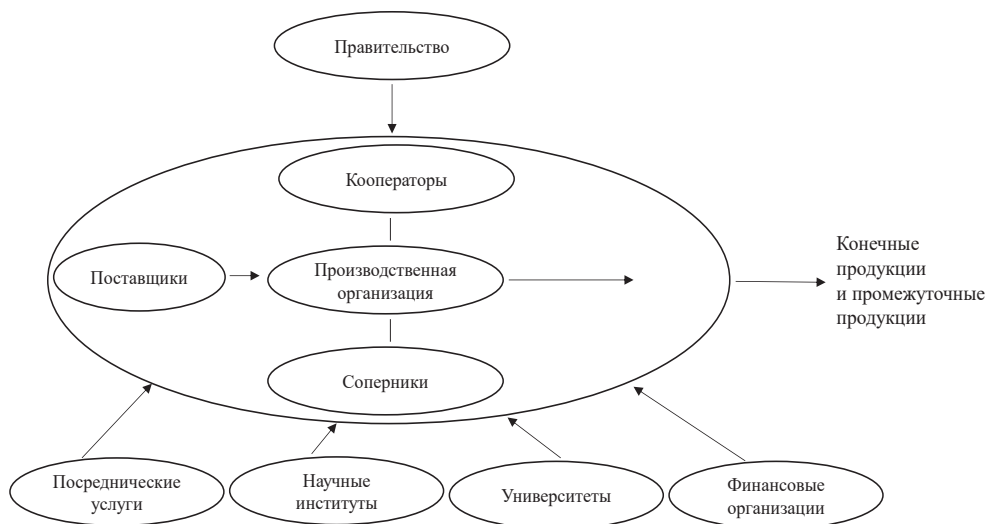 Правительство
Кооператоры
Поставщики
Производственная
организация
Конечные
продукции
и промежуточные
продукции
Соперники
Посреднические
услуги
Научные
институты
Университеты
Финансовые
организации